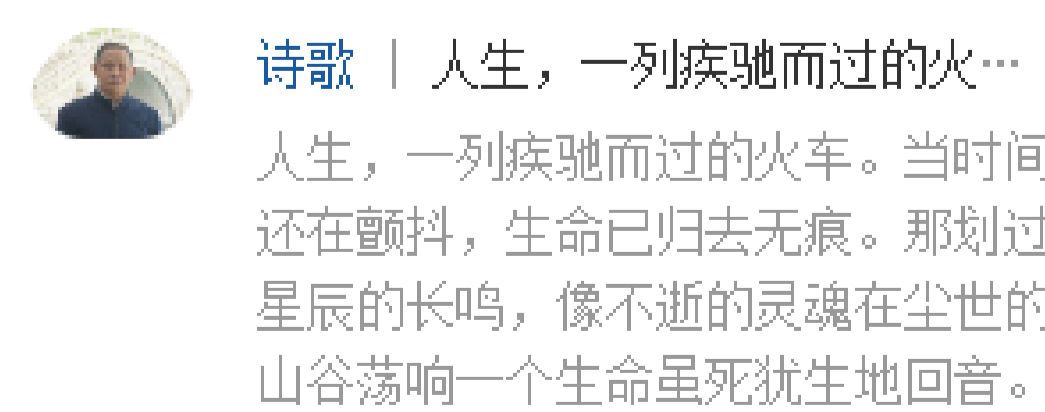 诗歌 | 人生，一列疾驰而过的火…
人生，一列疾驰而过的火车。当时间
还在颤抖，生命已归去无痕。那划过
星辰的长鸣，像不逝的灵魂在尘世的
山谷荡响一个生命虽死犹生地回音。